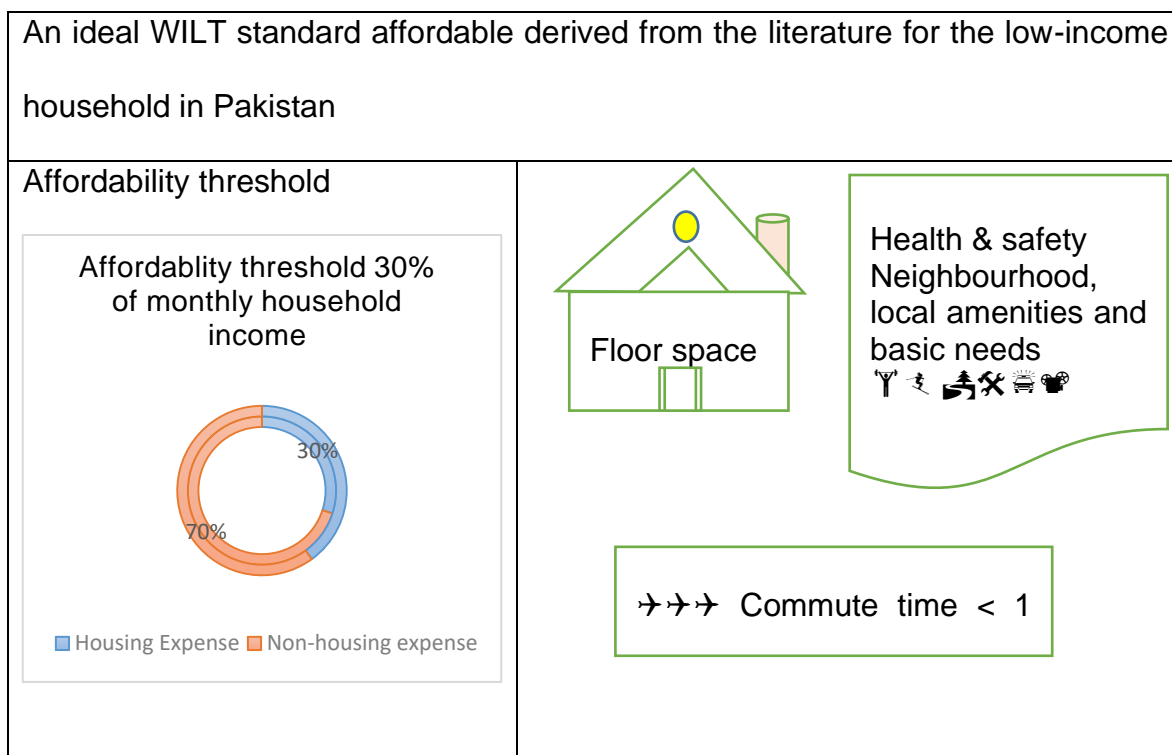 An ideal WILT standard affordable derived from the literature for the low-income
household in Pakistan
Affordability threshold
Affordablity threshold 30%
of monthly household
income
30%
70%
Housing Expense Non-housing expense
Floor space
Health & safety
Neighbourhood,
local amenities and
basic needs
Commute time < 1